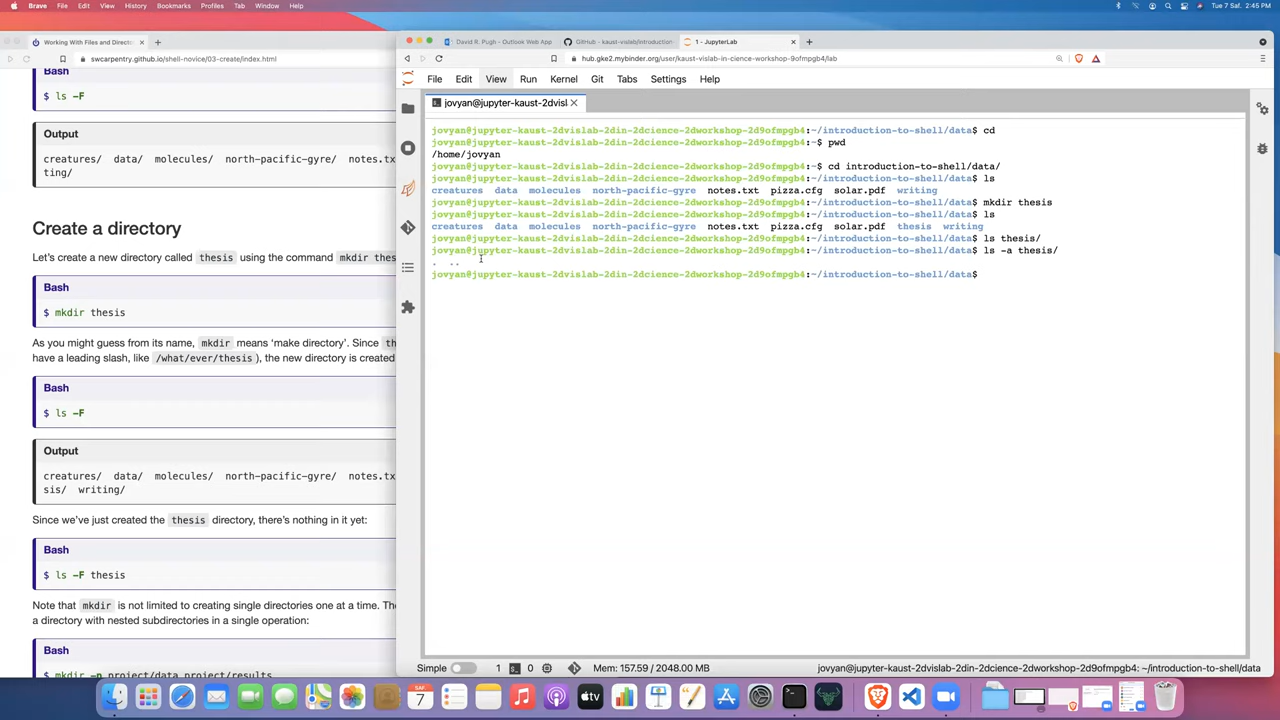 Brave File Edit View History Bookmarks Profiles Tab Window Help
Tue 7 Saf. 2:45 PM
Working With Files and Director
swcarpentry.github.io/shell-novice/03-create/index.html
Bash
$ ls -F
Output
creatures/ data/ molecules/ north-pacific-gyre/ notes.tx
ting/
Create a directory
Let's create a new directory called thesis using the command mkdir thes
Bash
$ mkdir thesis
As you might guess from its name, mkdir means 'make directory'. Since th
have a leading slash, like /what/ever/thesis ), the new directory is created
Bash
$ ls -F
Output
creatures/ data/ molecules/ north-pacific-gyre/ notes.tx
sis/ writing/
Since we've just created the thesis directory, there's nothing in it yet:
Bash
$ ls -F thesis
Note that mkdir is not limited to creating single directories one at a time. The
a directory with nested subdirectories in a single operation:
Bash
$ mkdir -p project/data project/results
David R. Pugh - Outlook Web App
GitHub - kaust-vislab/introduction
1 - JupyterLab
hub.gke2.mybinder.org/user/kaust-vislab-in-cience-workshop-9ofmpgb4/lab
File Edit View Run Kernel Git Tabs Settings Help
jovyan@jupyter-kaust-2dvisl
jovyan@jupyter-kaust-2dvislab-2din-2dcience-2dworkshop-2d9ofmpgb4:~/introduction-to-shell/data$ cd
jovyan@jupyter-kaust-2dvislab-2din-2dcience-2dworkshop-2d9ofmpgb4:~$ pwd
/home/jovyan
jovyan@jupyter-kaust-2dvislab-2din-2dcience-2dworkshop-2d9ofmpgb4:~$ cd introduction-to-shell/data/
jovyan@jupyter-kaust-2dvislab-2din-2dcience-2dworkshop-2d9ofmpgb4:~/introduction-to-shell/data$ ls
creatures data molecules north-pacific-gyre notes.txt pizza.cfg solar.pdf writing
jovyan@jupyter-kaust-2dvislab-2din-2dcience-2dworkshop-2d9ofmpgb4:~/introduction-to-shell/data$ mkdir thesis
jovyan@jupyter-kaust-2dvislab-2din-2dcience-2dworkshop-2d9ofmpgb4:~/introduction-to-shell/data$ ls
creatures data molecules north-pacific-gyre notes.txt pizza.cfg solar.pdf thesis writing
jovyan@jupyter-kaust-2dvislab-2din-2dcience-2dworkshop-2d9ofmpgb4:~/introduction-to-shell/data$ ls thesis/
jovyan@jupyter-kaust-2dvislab-2din-2dcience-2dworkshop-2d9ofmpgb4:~/introduction-to-shell/data$ ls -a thesis/
. ..
jovyan@jupyter-kaust-2dvislab-2din-2dcience-2dworkshop-2d9ofmpgb4:~/introduction-to-shell/data$
Simple 1 0 Mem: 157.59 / 2048.00 MB
jovyan@jupyter-kaust-2dvislab-2din-2dcience-2dworkshop-2d9ofmpgb4: ~/introduction-to-shell/data
7
tv